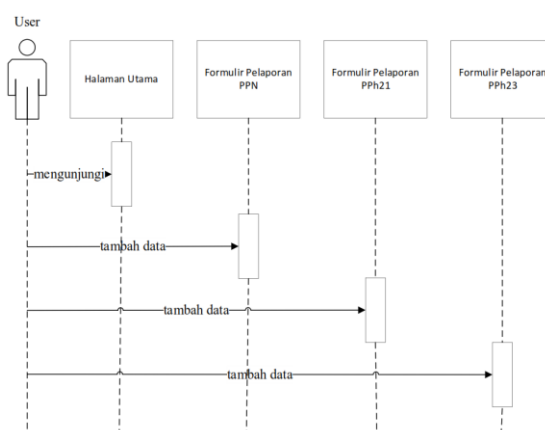 User
Halaman Utama
Formulir Pelaporan
PPN
Formulir Pelaporan
PPh21
Formulir Pelaporan
PPh23
mengunjungi
tambah data
tambah data
tambah data